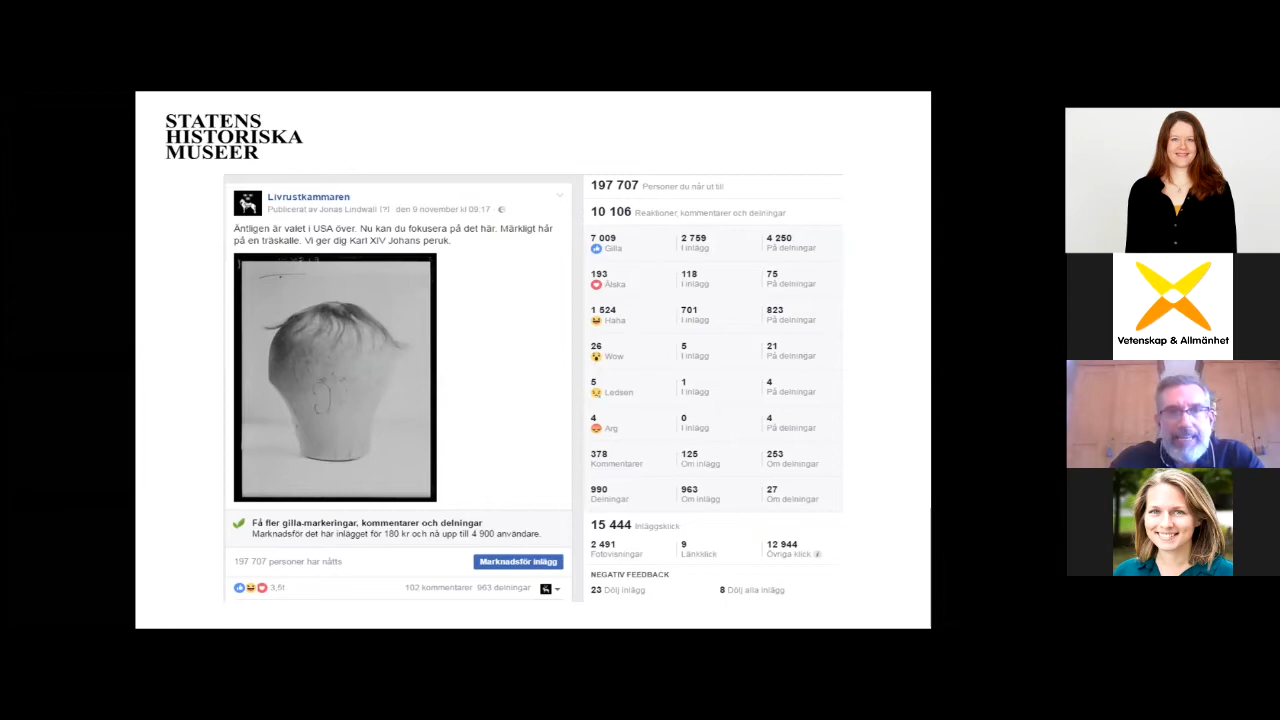 STATENS
HISTORISKA
MUSEER
Livrustkammaren
Publicerat av Jonas Lindwall [?] · den 9 november kl 09:17 ·
Äntligen är valet i USA över. Nu kan du fokusera på det här. Märkligt hår
på en träskalle. Vi ger dig Karl XIV Johans peruk.
Få fler gilla-markeringar, kommentarer och delningar
Marknadsför det här inlägget för 180 kr och nå upp till 4 900 användare.
197 707 personer har nåtts
Marknadsför inlägg
3,5t
102 kommentarer 963 delningar
197 707 Personer du når ut till
10 106 Reaktioner, kommentarer och delningar
7 009 2 759 4 250
Gilla I inlägg På delningar
193 118 75
Älska I inlägg På delningar
1 524 701 823
Haha I inlägg På delningar
26 5 21
Wow I inlägg På delningar
5 1 4
Ledsen I inlägg På delningar
4 0 4
Arg I inlägg På delningar
378 125 253
Kommentarer Om inlägg Om delningar
990 963 27
Delningar Om inlägg Om delningar
15 444 Inläggsklick
2 491 9 12 944
Fotovisningar Länkklick Övriga klick
NEGATIV FEEDBACK
23 Dölj inlägg 8 Dölj alla inlägg
Vetenskap & Allmänhet